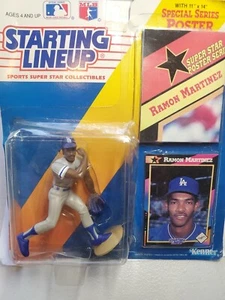 AGES 4 AND UP
WITH 11" x 14"
SPECIAL SERIES
POSTER
STARTING
LINEUP
SPORTS SUPER STAR COLLECTIBLES
SUPER STAR
POSTER SERIES
RAMON MARTINEZ
RAMON MARTINEZ
LA
Kenner